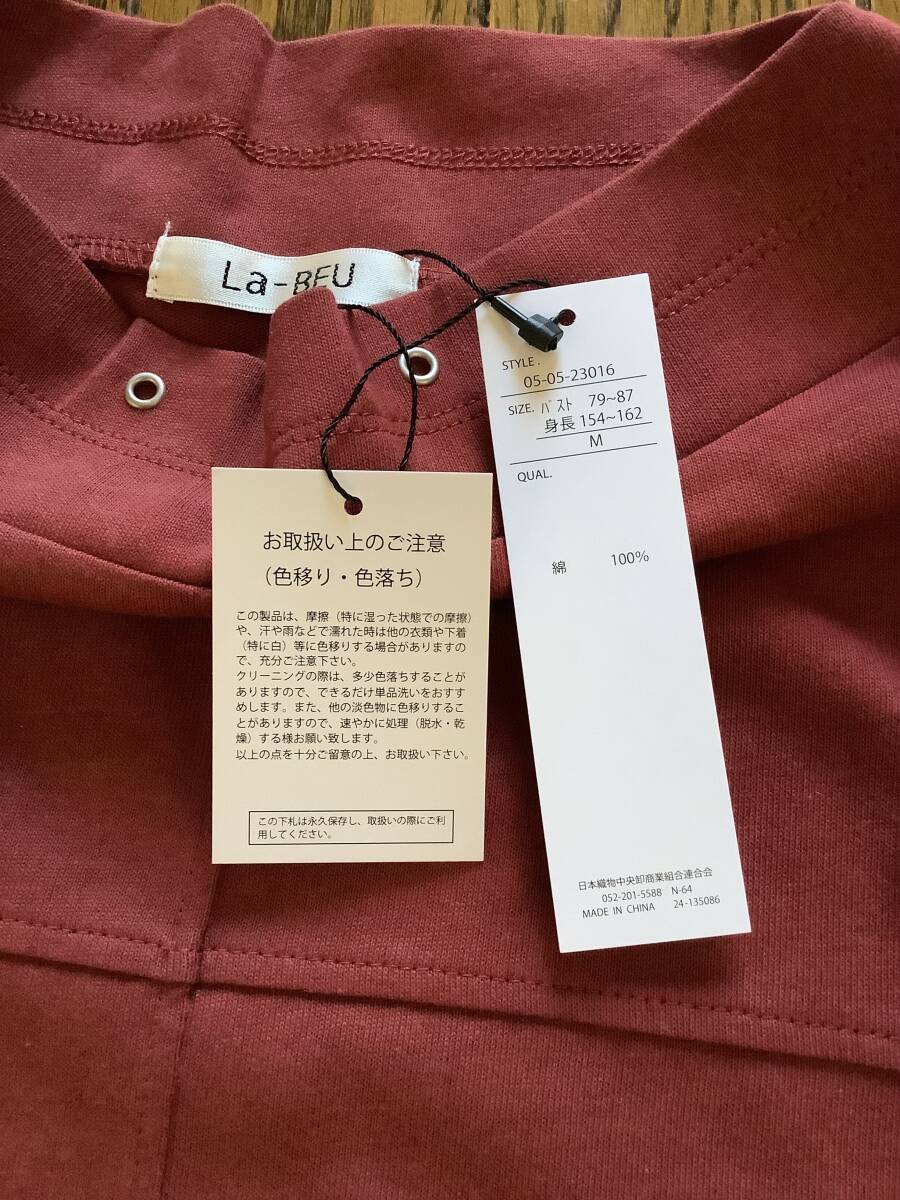 La-BEU
STYLE.
05-05-23016
SIZE. バスト 79~87
身長 154~162
M
QUAL.
綿 100%
日本織物中央卸商業組合連合会
052-201-5588 N-64
MADE IN CHINA 24-135086
お取扱い上のご注意
（色移り・色落ち）
この製品は、摩擦（特に湿った状態での摩擦）
や、汗や雨などで濡れた時は他の衣類や下着
（特に白）等に色移りする場合がありますの
で、充分ご注意下さい。
クリーニングの際は、多少色落ちすることが
ありますので、できるだけ単品洗いをおすす
めします。また、他の淡色物に色移りするこ
とがありますので、速やかに処理（脱水・乾
燥）する様お願い致します。
以上の点を十分ご留意の上、お取扱い下さい。
この下札は永久保存し、取扱いの際にご利
用してください。